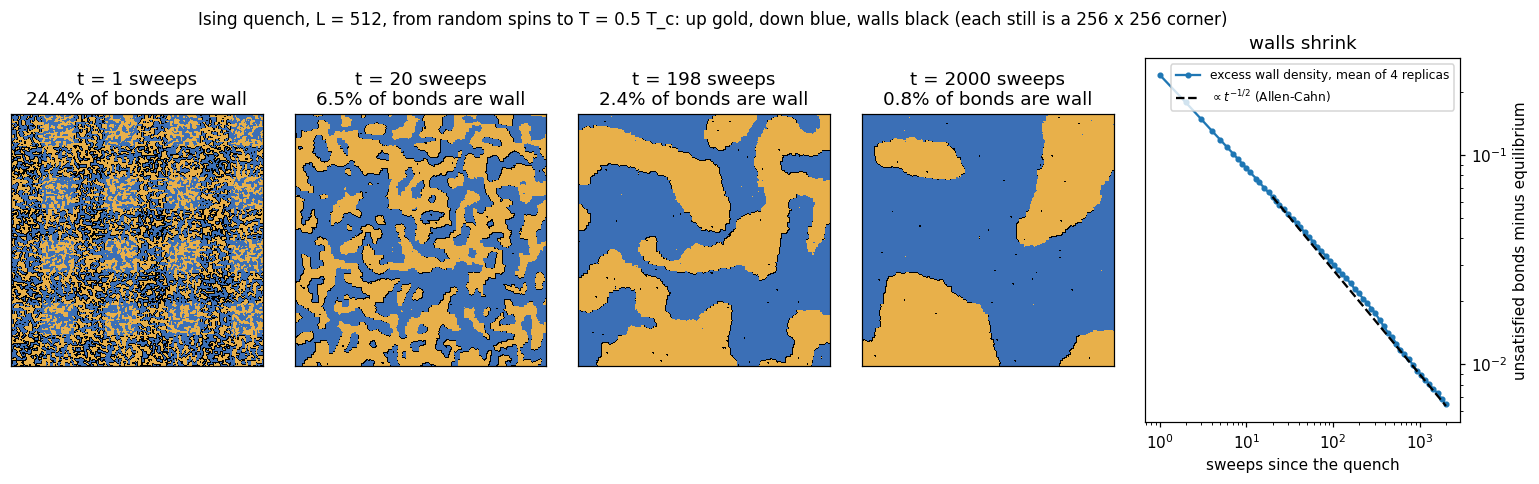 Ising quench, L = 512, from random spins to T = 0.5 T_c: up gold, down blue, walls black (each still is a 256 x 256 corner)
t = 1 sweeps
24.4% of bonds are wall
t = 20 sweeps
6.5% of bonds are wall
t = 198 sweeps
2.4% of bonds are wall
t = 2000 sweeps
0.8% of bonds are wall
walls shrink
excess wall density, mean of 4 replicas
∝ t^{-1/2} (Allen-Cahn)
10^{-1}
10^{-2}
unsatisfied bonds minus equilibrium
10^0 10^1 10^2 10^3
sweeps since the quench